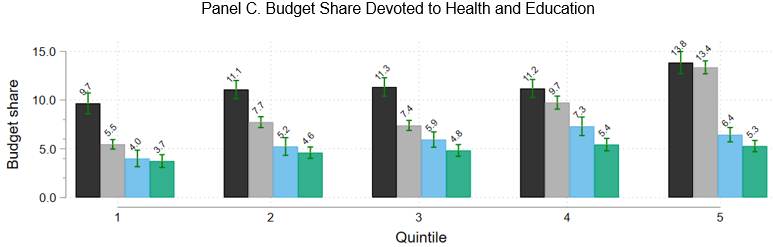 Panel C. Budget Share Devoted to Health and Education
Budget share
15.0
10.0
5.0
0.0
9.7 5.5 4.0 3.7
11.1 7.7 5.2 4.6
11.3 7.4 5.9 4.8
11.2 9.7 7.3 5.4
13.8 13.4 6.4 5.3
1 2 3 4 5
Quintile